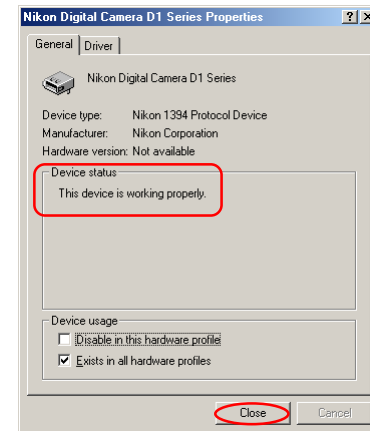 Nikon Digital Camera D1 Series Properties
General Driver
Nikon Digital Camera D1 Series
Device type: Nikon 1394 Protocol Device
Manufacturer: Nikon Corporation
Hardware version: Not available
Device status
This device is working properly.
Device usage
Disable in this hardware profile
Exists in all hardware profiles
Close Cancel